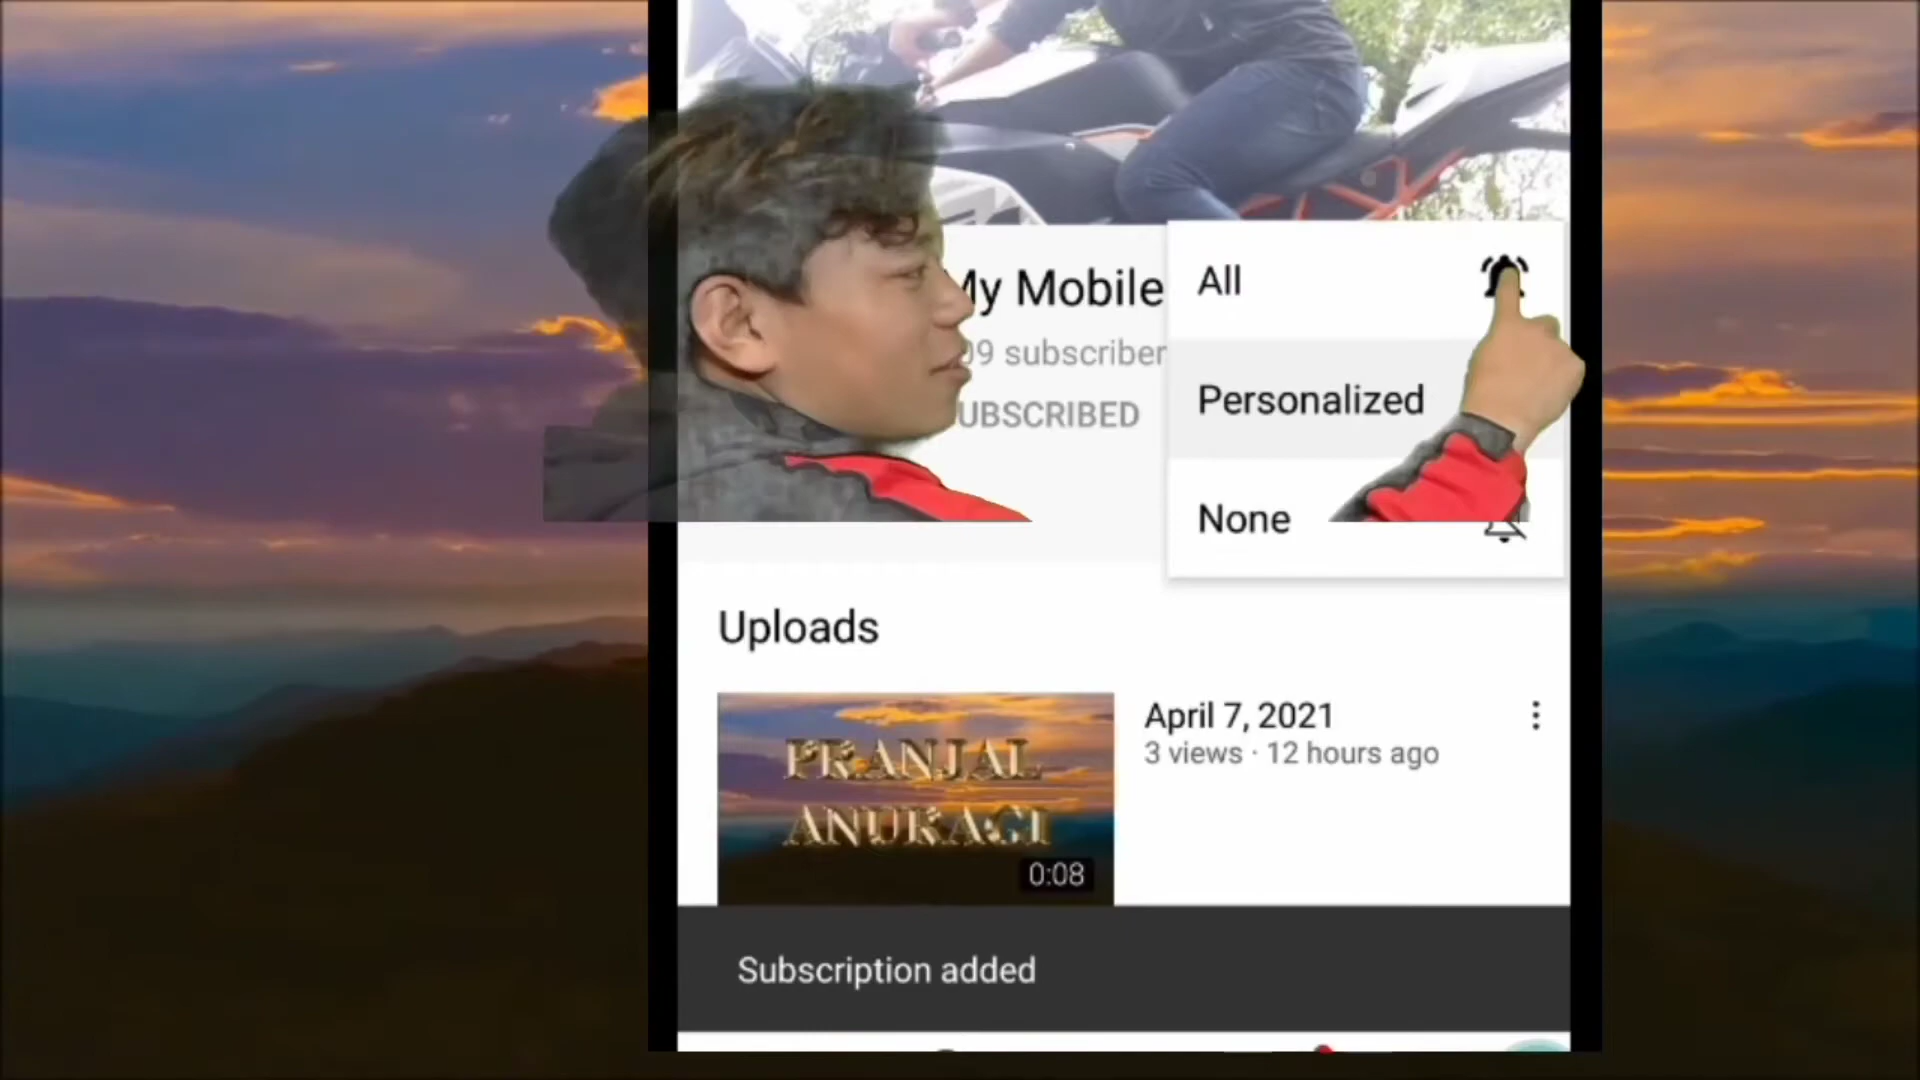 My Mobile
All
09 subscriber
UBSCRIBED
Personalized
None
Uploads
PRANJAL
ANURAGI
0:08
April 7, 2021
3 views · 12 hours ago
Subscription added